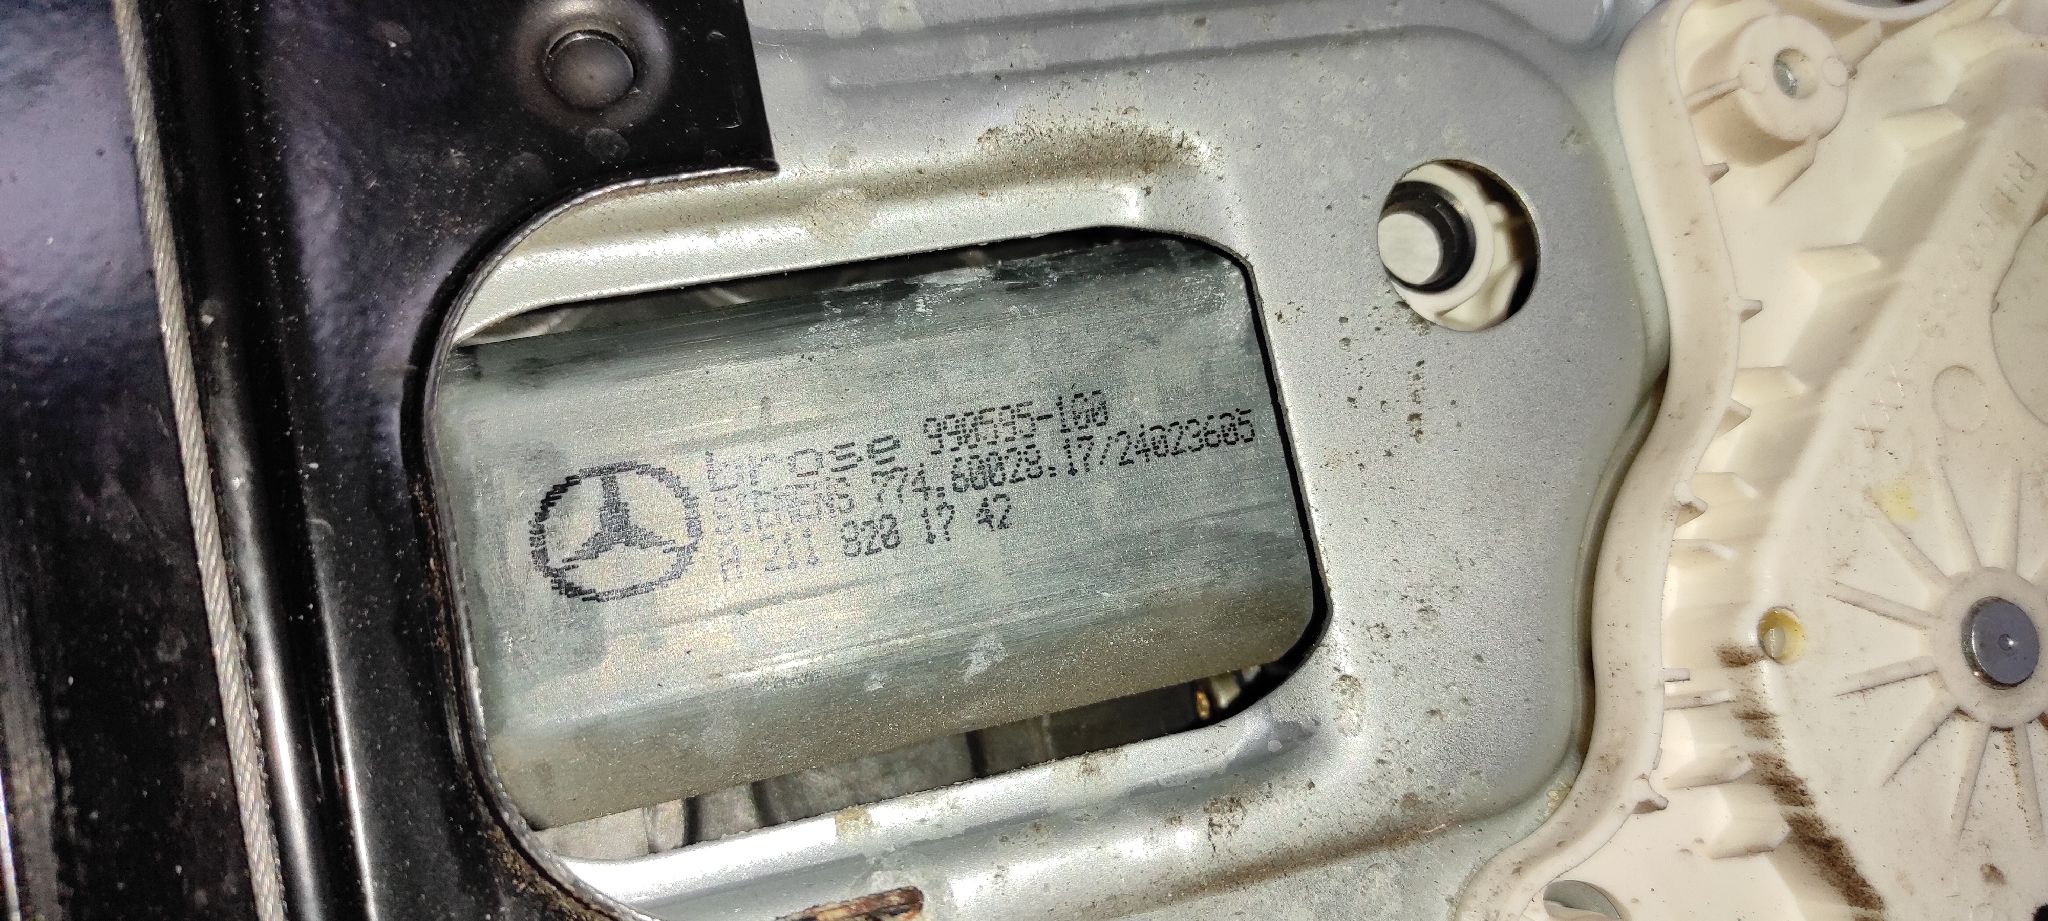 brose 990595-100
SIEMENS 774.60028.17/24023605
A 211 820 17 42